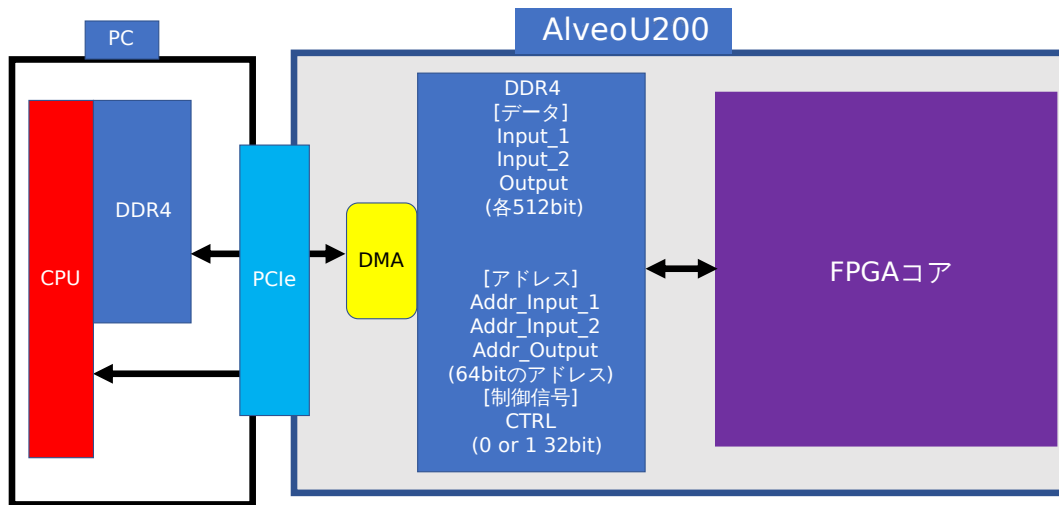 PC
AlveoU200
DDR4
CPU
PCIe
DMA
DDR4
[データ]
Input_1
Input_2
Output
(各512bit)
[アドレス]
Addr_Input_1
Addr_Input_2
Addr_Output
(64bitのアドレス)
[制御信号]
CTRL
(0 or 1 32bit)
FPGAコア